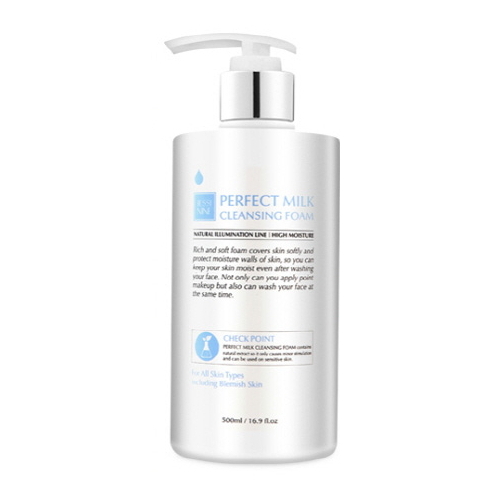 PERFECT MILK
CLEANSING FOAM
NATURAL ILLUMINATION LINE | HIGH MOISTURE
Rich and soft foam covers skin softly and
protect moisture walls of skin, so you can
keep your skin moist even after washing
your face. Not only can you apply point
makeup but also can wash your face at
the same time.
CHECK POINT
PERFECT MILK CLEANSING FOAM contains
natural extract so it only causes minor stimulation
and can be used on sensitive skin.
For All Skin Types
Including Blemish Skin
500ml / 16.9 fl.oz